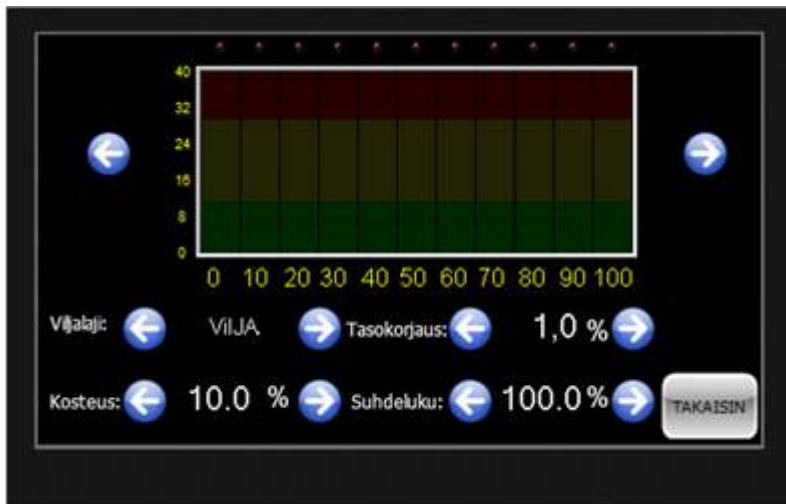 40
32
24
16
8
0
0 10 20 30 40 50 60 70 80 90 100
Viljalaji: VILJA Tasokorjaus: 1,0 %
Kosteus: 10.0 % Suhdeluku: 100.0 %
TAKAISIN